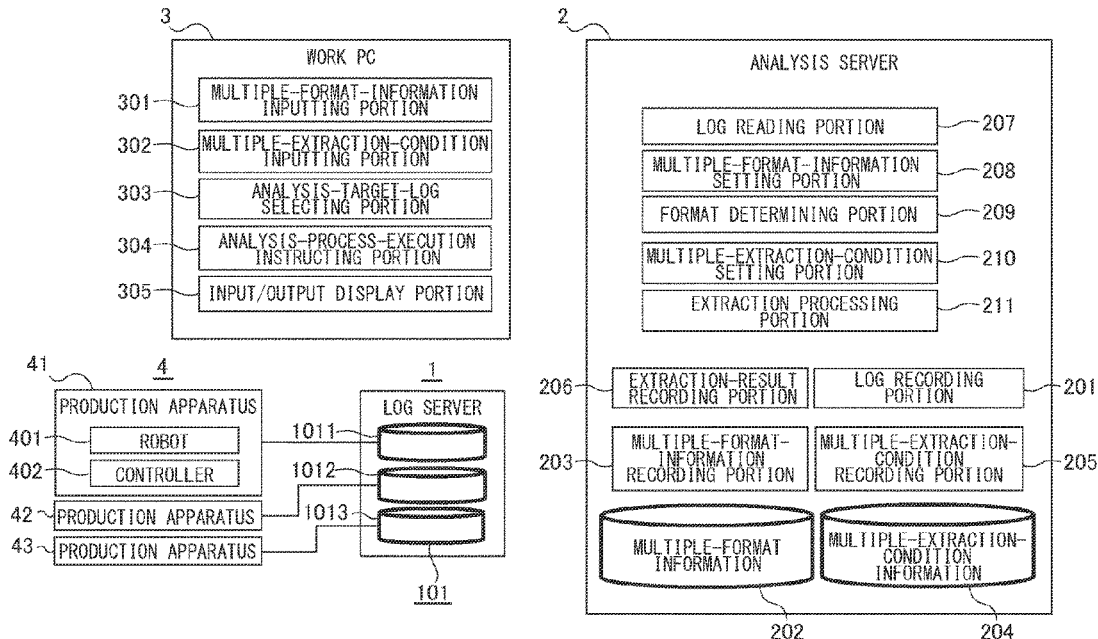 3
WORK PC
301
MULTIPLE-FORMAT-INFORMATION
INPUTTING PORTION
302
MULTIPLE-EXTRACTION-CONDITION
INPUTTING PORTION
303
ANALYSIS-TARGET-LOG
SELECTING PORTION
304
ANALYSIS-PROCESS-EXECUTION
INSTRUCTING PORTION
305
INPUT/OUTPUT DISPLAY PORTION
41
4
PRODUCTION APPARATUS
401
ROBOT
402
CONTROLLER
42
PRODUCTION APPARATUS
43
PRODUCTION APPARATUS
1
LOG SERVER
1011
1012
1013
101
2
ANALYSIS SERVER
LOG READING PORTION
207
MULTIPLE-FORMAT-INFORMATION
SETTING PORTION
208
FORMAT DETERMINING PORTION
209
MULTIPLE-EXTRACTION-CONDITION
SETTING PORTION
210
EXTRACTION PROCESSING
PORTION
211
206
EXTRACTION-RESULT
RECORDING PORTION
LOG RECORDING
PORTION
201
203
MULTIPLE-FORMAT-
INFORMATION
RECORDING PORTION
MULTIPLE-EXTRACTION-
CONDITION
RECORDING PORTION
205
MULTIPLE-FORMAT
INFORMATION
202
MULTIPLE-EXTRACTION-
CONDITION
INFORMATION
204